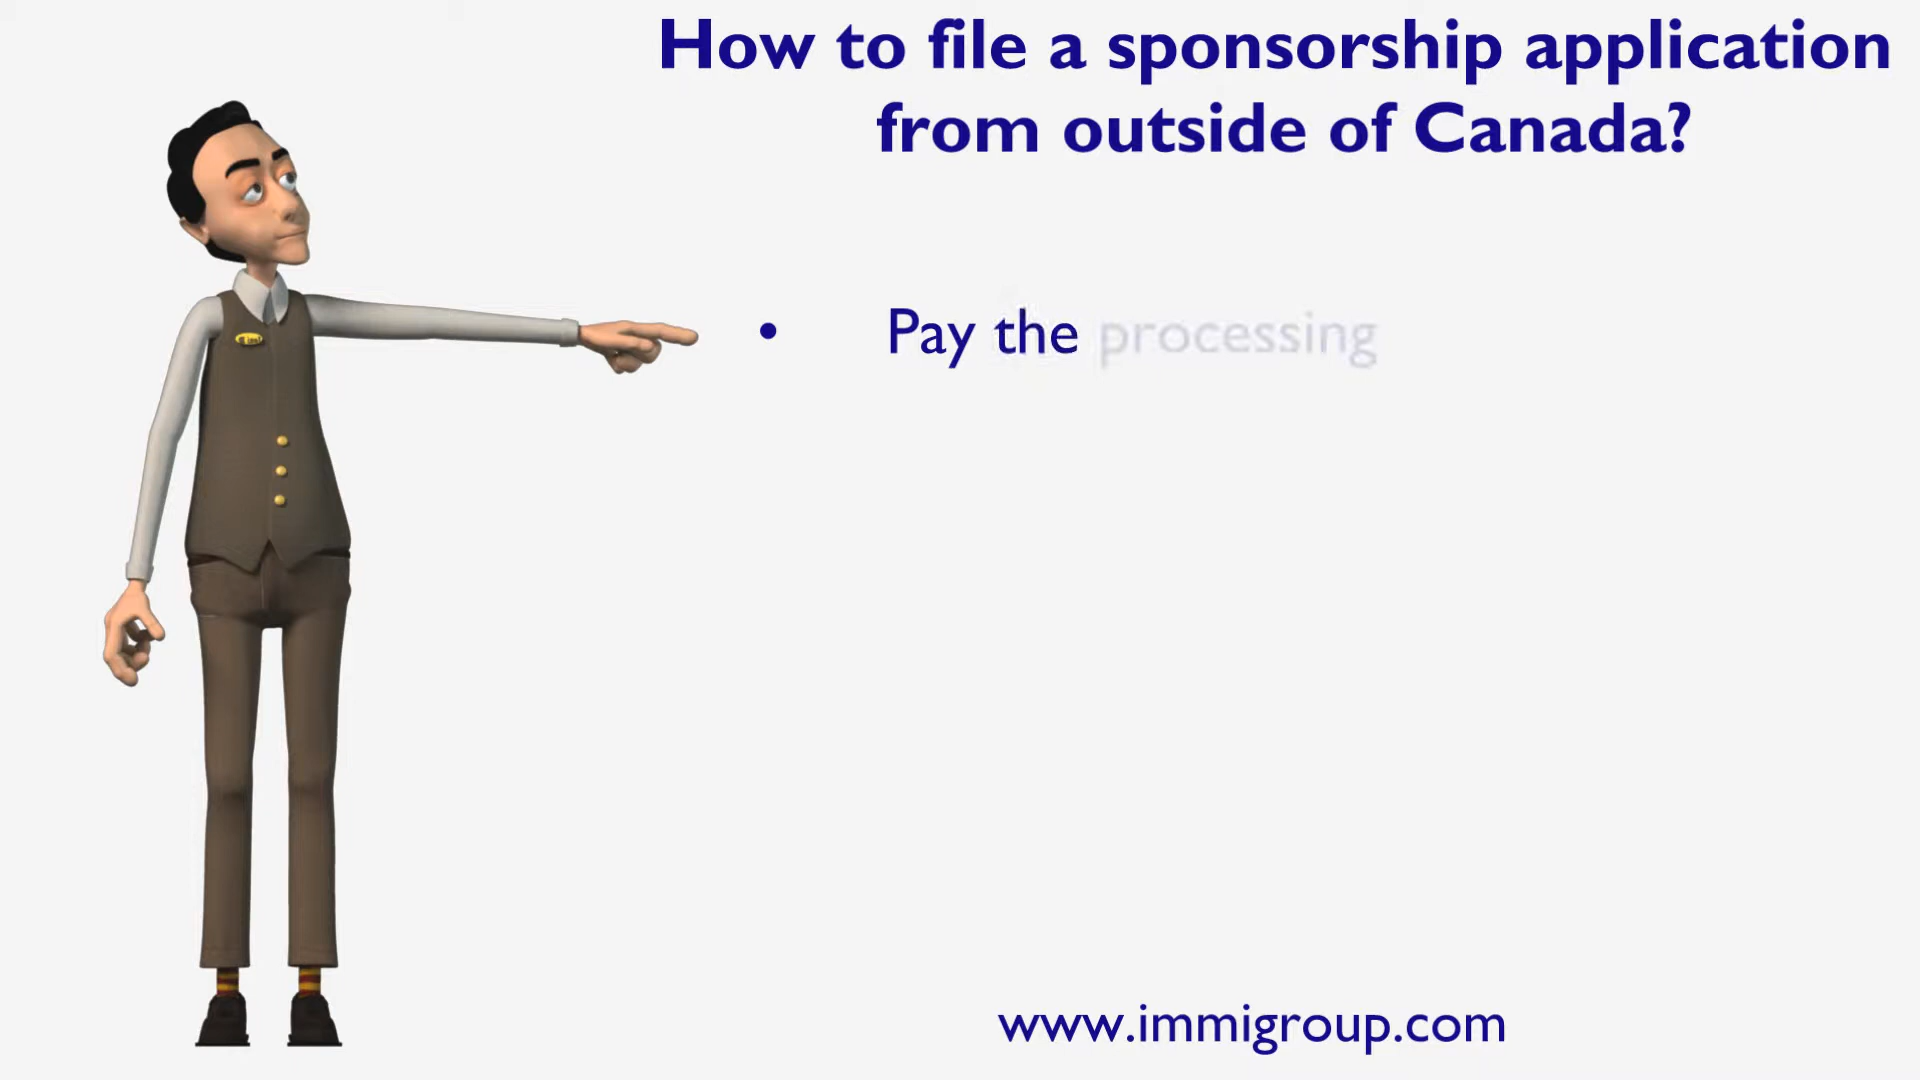 How to file a sponsorship application
from outside of Canada?
• Pay the processing
www.immigroup.com